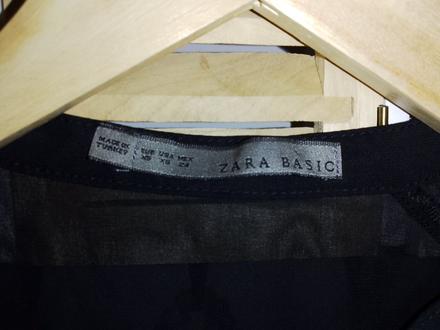 MADE IN TURKEY
EUR USA MEX
XS XS 24
ZARA BASIC